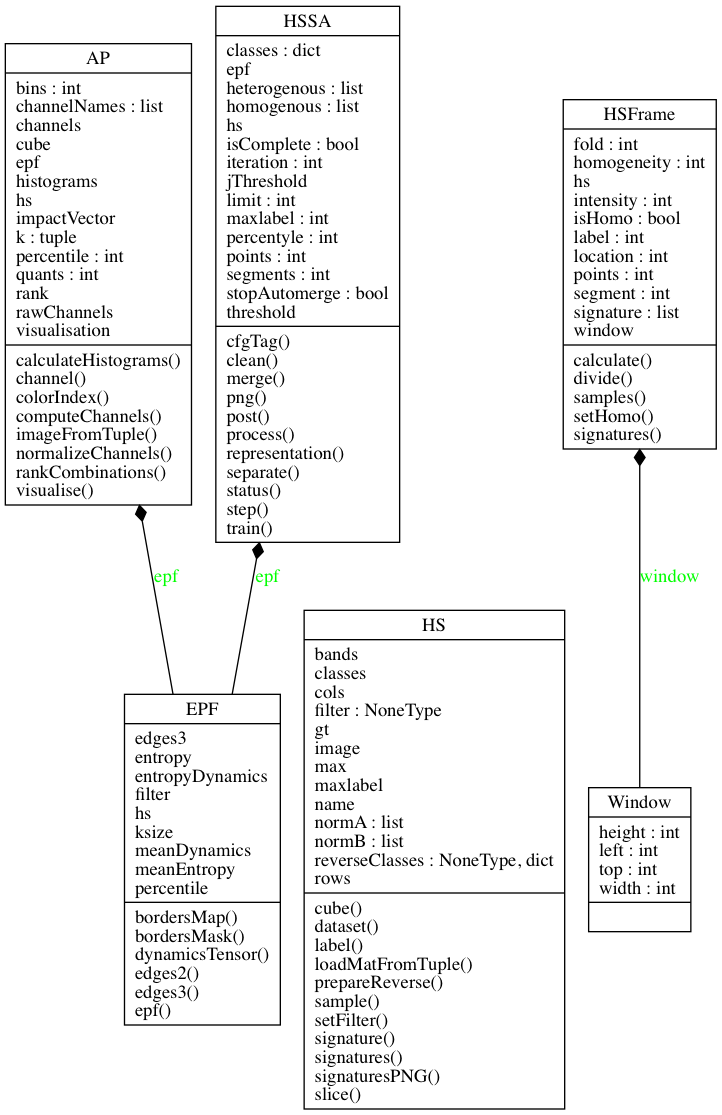 AP
bins : int
channelNames : list
channels
cube
epf
histograms
hs
impactVector
k : tuple
percentile : int
quants : int
rank
rawChannels
visualisation
calculateHistograms()
channel()
colorIndex()
computeChannels()
imageFromTuple()
normalizeChannels()
rankCombinations()
visualise()
HSSA
classes : dict
epf
heterogenous : list
homogenous : list
hs
isComplete : bool
iteration : int
jThreshold
limit : int
maxlabel : int
percentyle : int
points : int
segments : int
stopAutomerge : bool
threshold
cfgTag()
clean()
merge()
png()
post()
process()
representation()
separate()
status()
step()
train()
HSFrame
fold : int
homogeneity : int
hs
intensity : int
isHomo : bool
label : int
location : int
points : int
segment : int
signature : list
window
calculate()
divide()
samples()
setHomo()
signatures()
epf
epf
window
EPF
edges3
entropy
entropyDynamics
filter
hs
ksize
meanDynamics
meanEntropy
percentile
bordersMap()
bordersMask()
dynamicsTensor()
edges2()
edges3()
epf()
HS
bands
classes
cols
filter : NoneType
gt
image
max
maxlabel
name
normA : list
normB : list
reverseClasses : NoneType, dict
rows
cube()
dataset()
label()
loadMatFromTuple()
prepareReverse()
sample()
setFilter()
signature()
signatures()
signaturesPNG()
slice()
Window
height : int
left : int
top : int
width : int